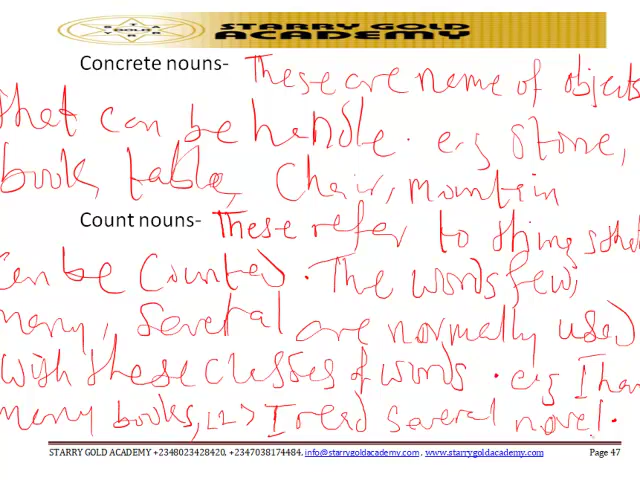 STARRY GOLD
ACADEMY
Concrete nouns- These are name of objects
that can be handle. e.g stone,
book, table, Chair, mountain
Count nouns- These refer to things that
Can be Counted. The words few,
many, several are normally used
with these classes of words. e.g I have
many books, (2) I read several novel.
STARRY GOLD ACADEMY +2348023428420, +2347038174484, info@starrygoldacademy.com , www.starrygoldacademy.com Page 47